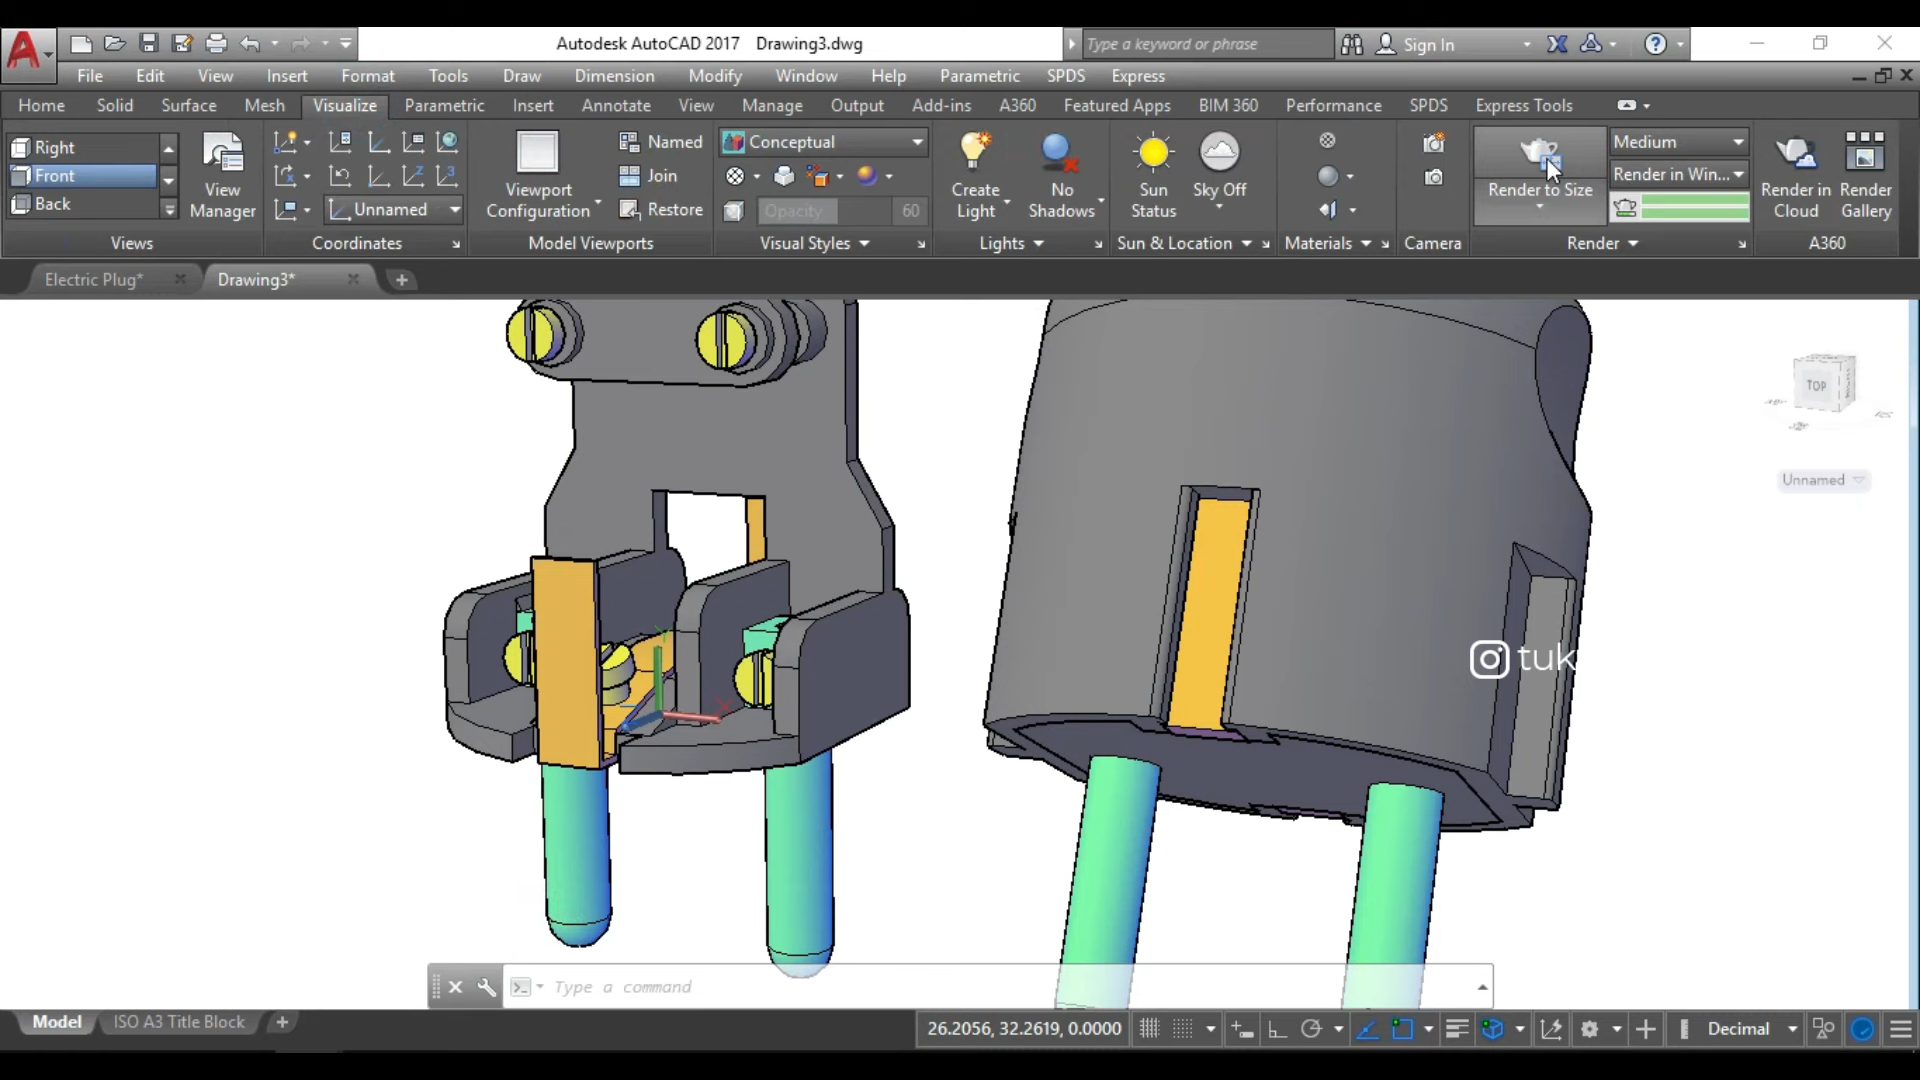 Autodesk AutoCAD 2017 Drawing3.dwg
Type a keyword or phrase
Sign In
File Edit View Insert Format Tools Draw Dimension Modify Window Help Parametric SPDS Express
Home Solid Surface Mesh Visualize Parametric Insert Annotate View Manage Output Add-ins A360 Featured Apps BIM 360 Performance SPDS Express Tools
Right
Front
Back
View
Manager
Views
Unnamed
Coordinates
Viewport
Configuration
Named
Join
Restore
Model Viewports
Conceptual
Opacity 60
Visual Styles
Create
Light
No
Shadows
Lights
Sun
Status
Sky Off
Sun & Location
Materials
Camera
Render to Size
Medium
Render in Win...
Render
Render in
Cloud
Render
Gallery
A360
Electric Plug*
Drawing3*
TOP
Unnamed
tuk
Type a command
Model
ISO A3 Title Block
26.2056, 32.2619, 0.0000
Decimal